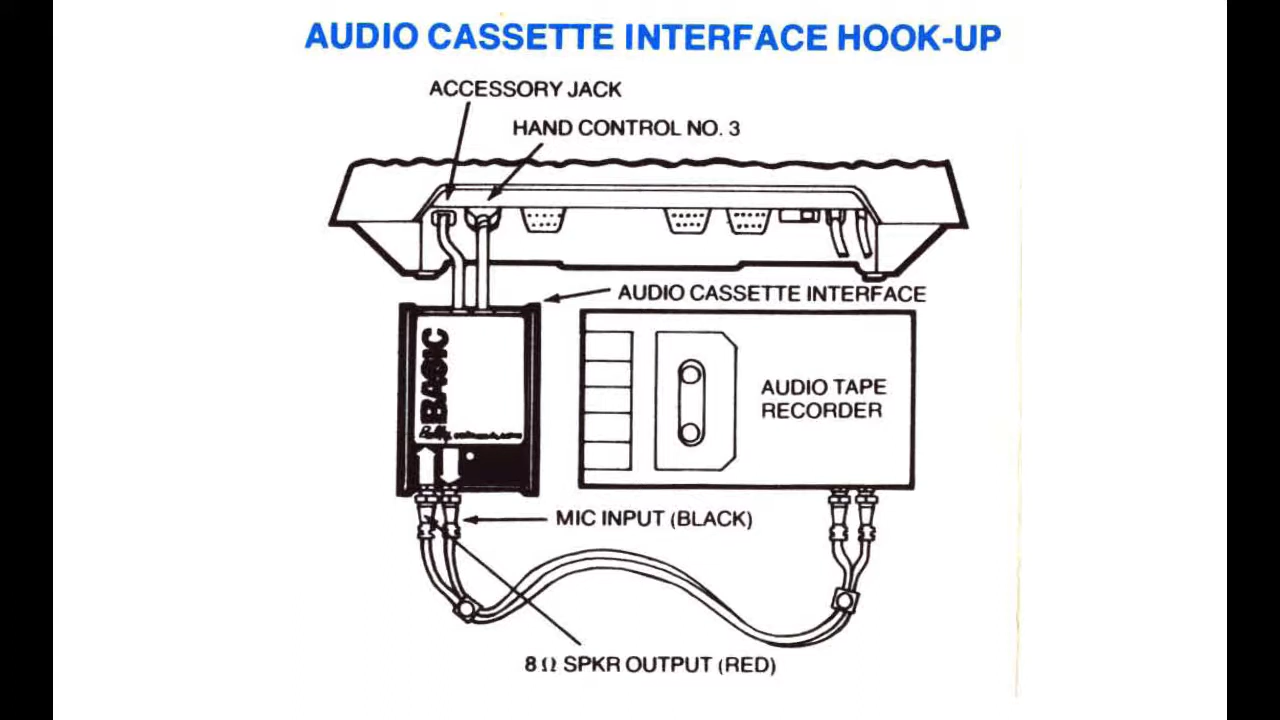 AUDIO CASSETTE INTERFACE HOOK-UP
ACCESSORY JACK
HAND CONTROL NO. 3
AUDIO CASSETTE INTERFACE
BASIC
Bally
AUDIO TAPE
RECORDER
MIC INPUT (BLACK)
8Ω SPKR OUTPUT (RED)